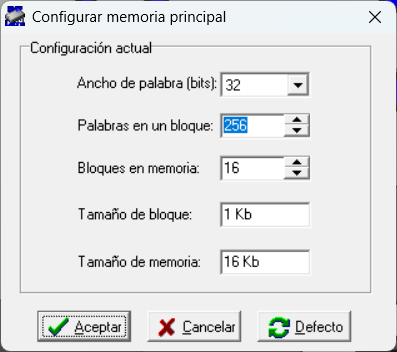 Configurar memoria principal
Configuración actual
Ancho de palabra (bits): 32
Palabras en un bloque: 256
Bloques en memoria: 16
Tamaño de bloque: 1 Kb
Tamaño de memoria: 16 Kb
Aceptar Cancelar Defecto